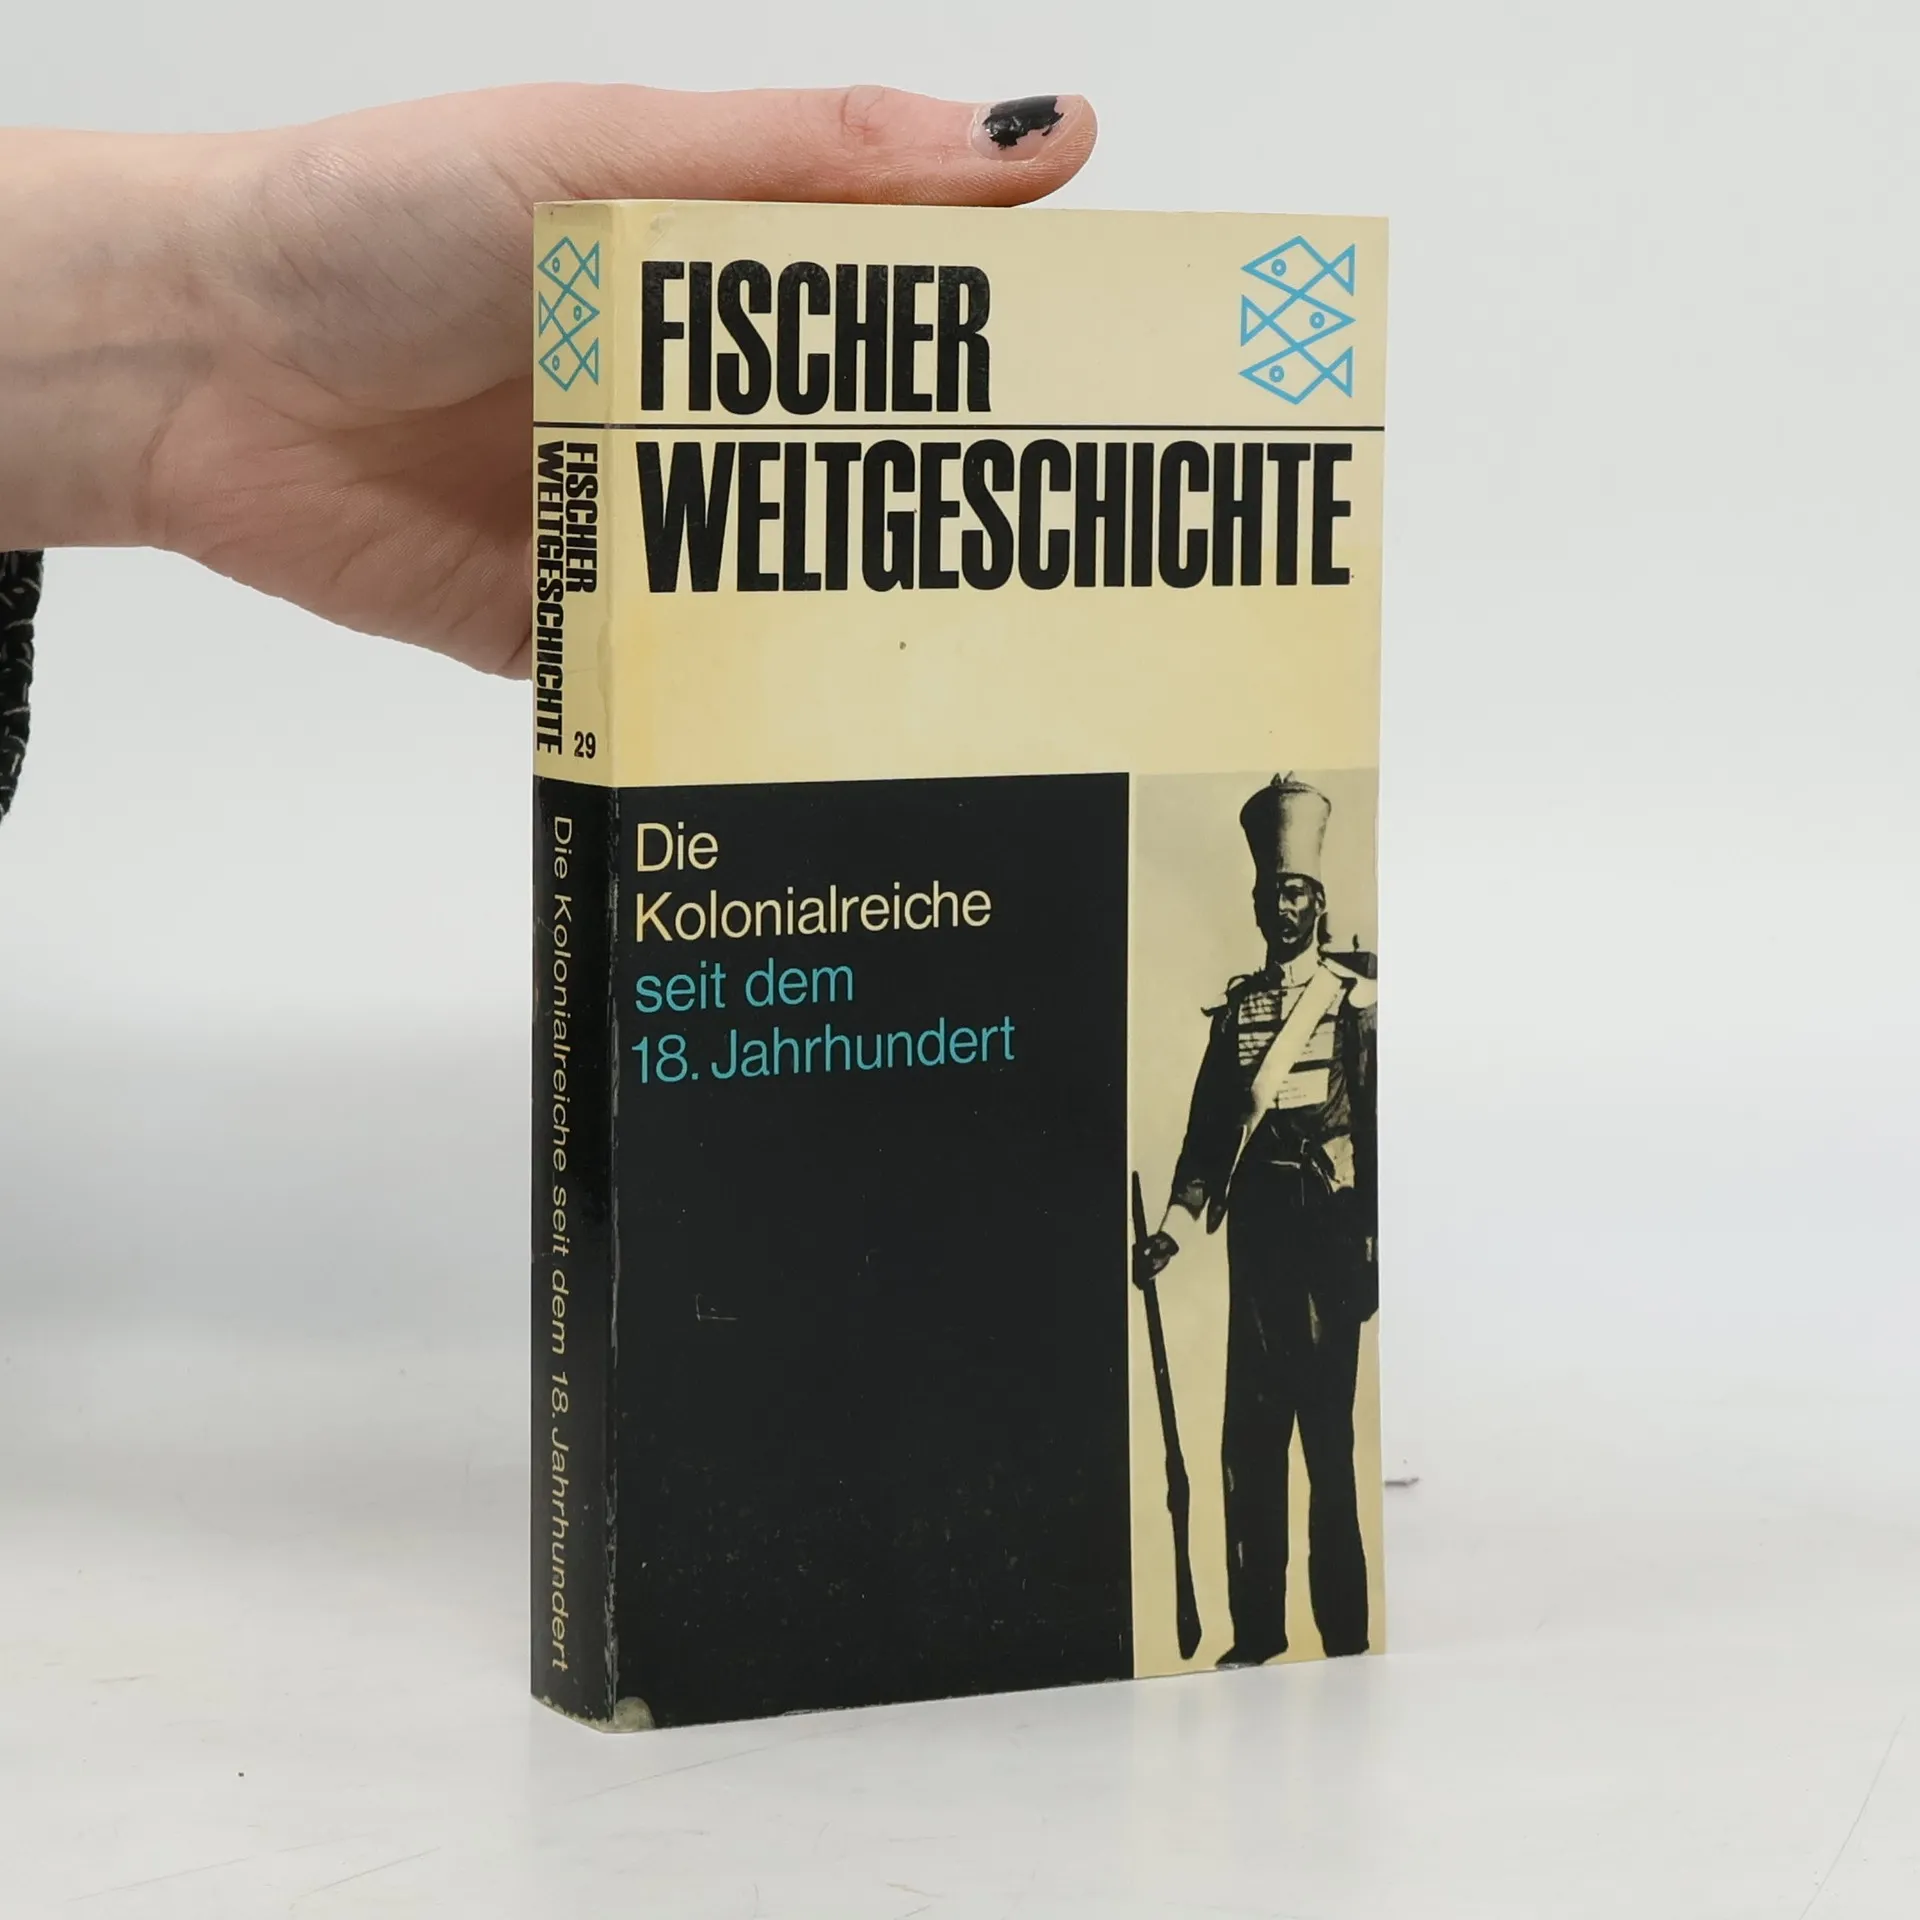 FISCHER
WELTGESCHICHTE
Die
Kolonialreiche
seit dem
18. Jahrhundert
FISCHER
WELTGESCHICHTE
29
Die Kolonialreiche seit dem 18. Jahrhundert